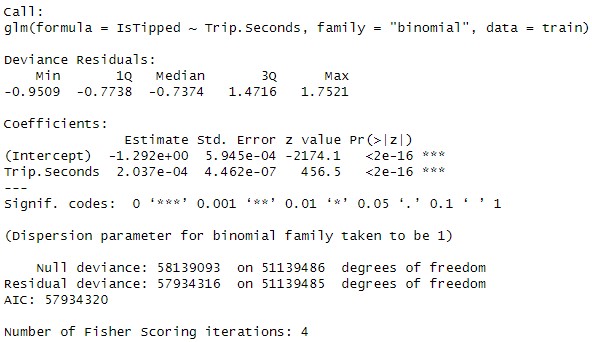 Call:
glm(formula = IsTipped ~ Trip.Seconds, family = "binomial", data = train)
Deviance Residuals:
Min 1Q Median 3Q Max
-0.9509 -0.7738 -0.7374 1.4716 1.7521
Coefficients:
Estimate Std. Error z value Pr(>|z|)
(Intercept) -1.292e+00 5.945e-04 -2174.1 <2e-16 ***
Trip.Seconds 2.037e-04 4.462e-07 456.5 <2e-16 ***
---
Signif. codes: 0 ‘***’ 0.001 ‘**’ 0.01 ‘*’ 0.05 ‘.’ 0.1 ‘ ’ 1
(Dispersion parameter for binomial family taken to be 1)
Null deviance: 58139093 on 51139486 degrees of freedom
Residual deviance: 57934316 on 51139485 degrees of freedom
AIC: 57934320
Number of Fisher Scoring iterations: 4